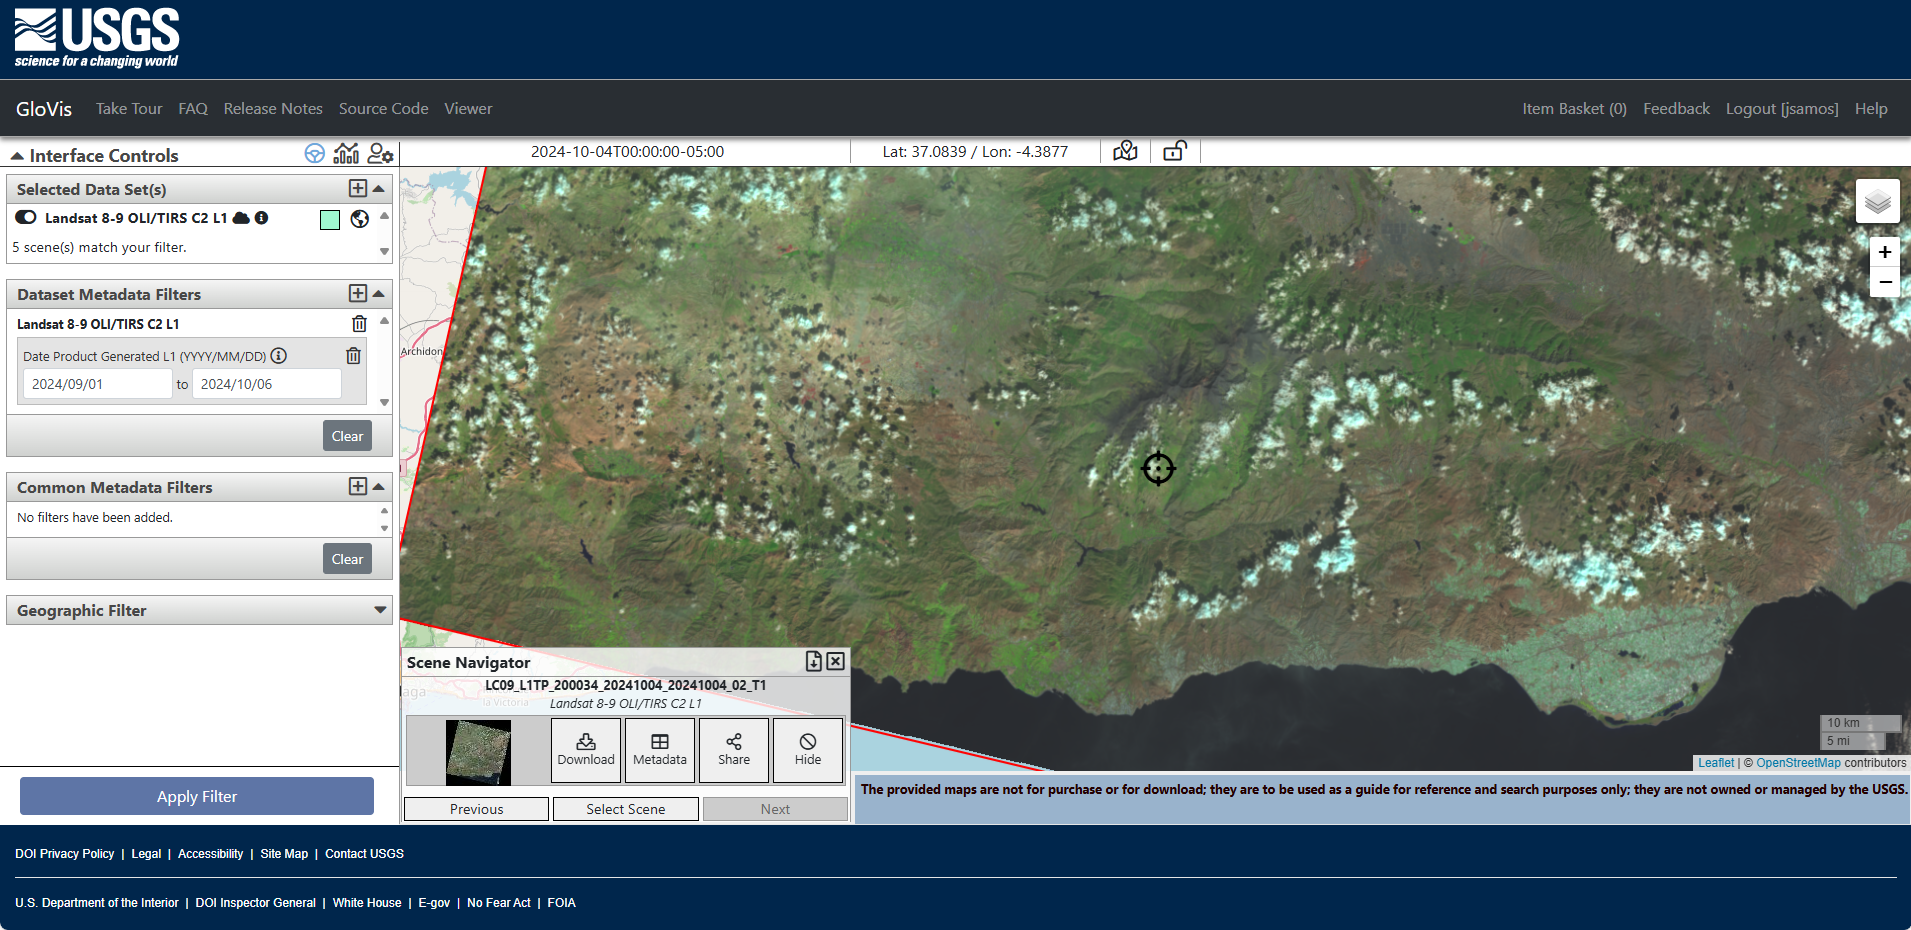 USGS
science for a changing world
GloVis Take Tour FAQ Release Notes Source Code Viewer Item Basket (0) Feedback Logout [jsamos] Help
Interface Controls
2024-10-04T00:00:00-05:00 Lat: 37.0839 / Lon: -4.3877
Selected Data Set(s)
Landsat 8-9 OLI/TIRS C2 L1
5 scene(s) match your filter.
Dataset Metadata Filters
Landsat 8-9 OLI/TIRS C2 L1
Date Product Generated L1 (YYYY/MM/DD)
2024/09/01 to 2024/10/06
Clear
Common Metadata Filters
No filters have been added.
Clear
Geographic Filter
Apply Filter
Archidon
+
−
Scene Navigator
LC09_L1TP_200034_20241004_20241004_02_T1
Landsat 8-9 OLI/TIRS C2 L1
laga
la Victoria
Download Metadata Share Hide
Previous Select Scene Next
10 km
5 mi
Leaflet | © OpenStreetMap contributors
The provided maps are not for purchase or for download; they are to be used as a guide for reference and search purposes only; they are not owned or managed by the USGS.
DOI Privacy Policy | Legal | Accessibility | Site Map | Contact USGS
U.S. Department of the Interior | DOI Inspector General | White House | E-gov | No Fear Act | FOIA